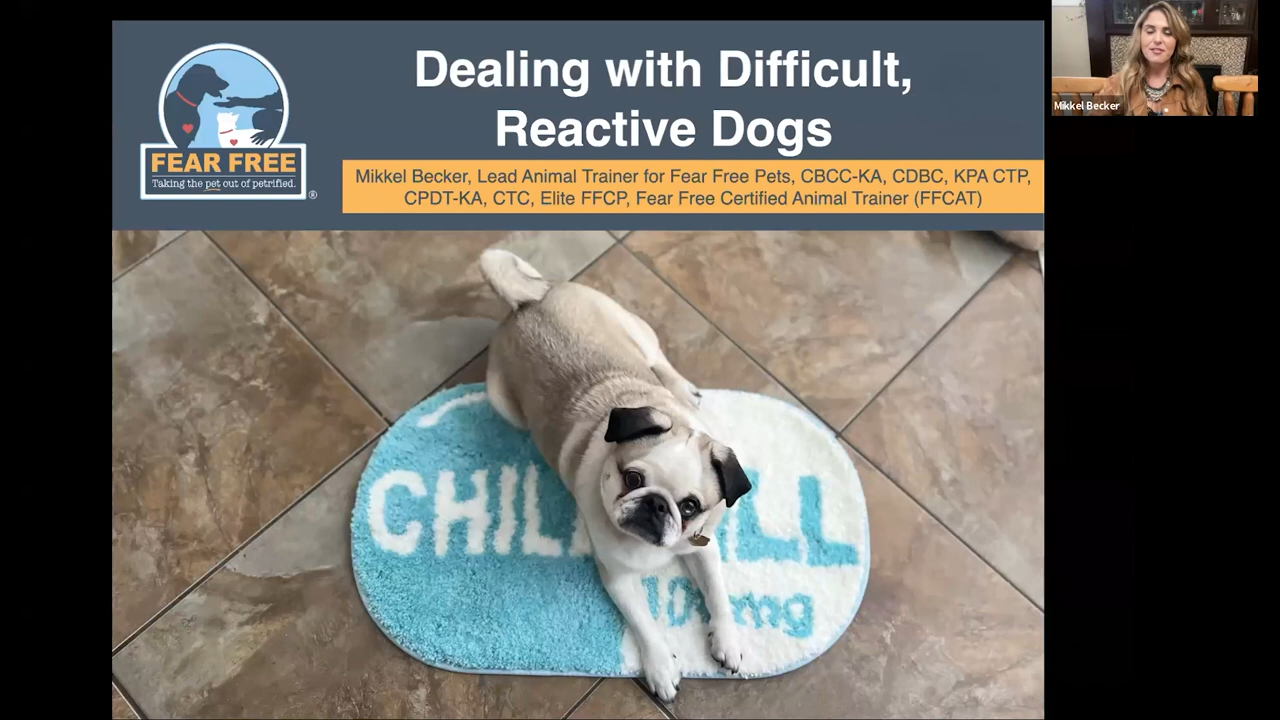 Dealing with Difficult,
Reactive Dogs
FEAR FREE
Taking the pet out of petrified.
®
Mikkel Becker, Lead Animal Trainer for Fear Free Pets, CBCC-KA, CDBC, KPA CTP,
CPDT-KA, CTC, Elite FFCP, Fear Free Certified Animal Trainer (FFCAT)
Mikkel Becker
CHILL